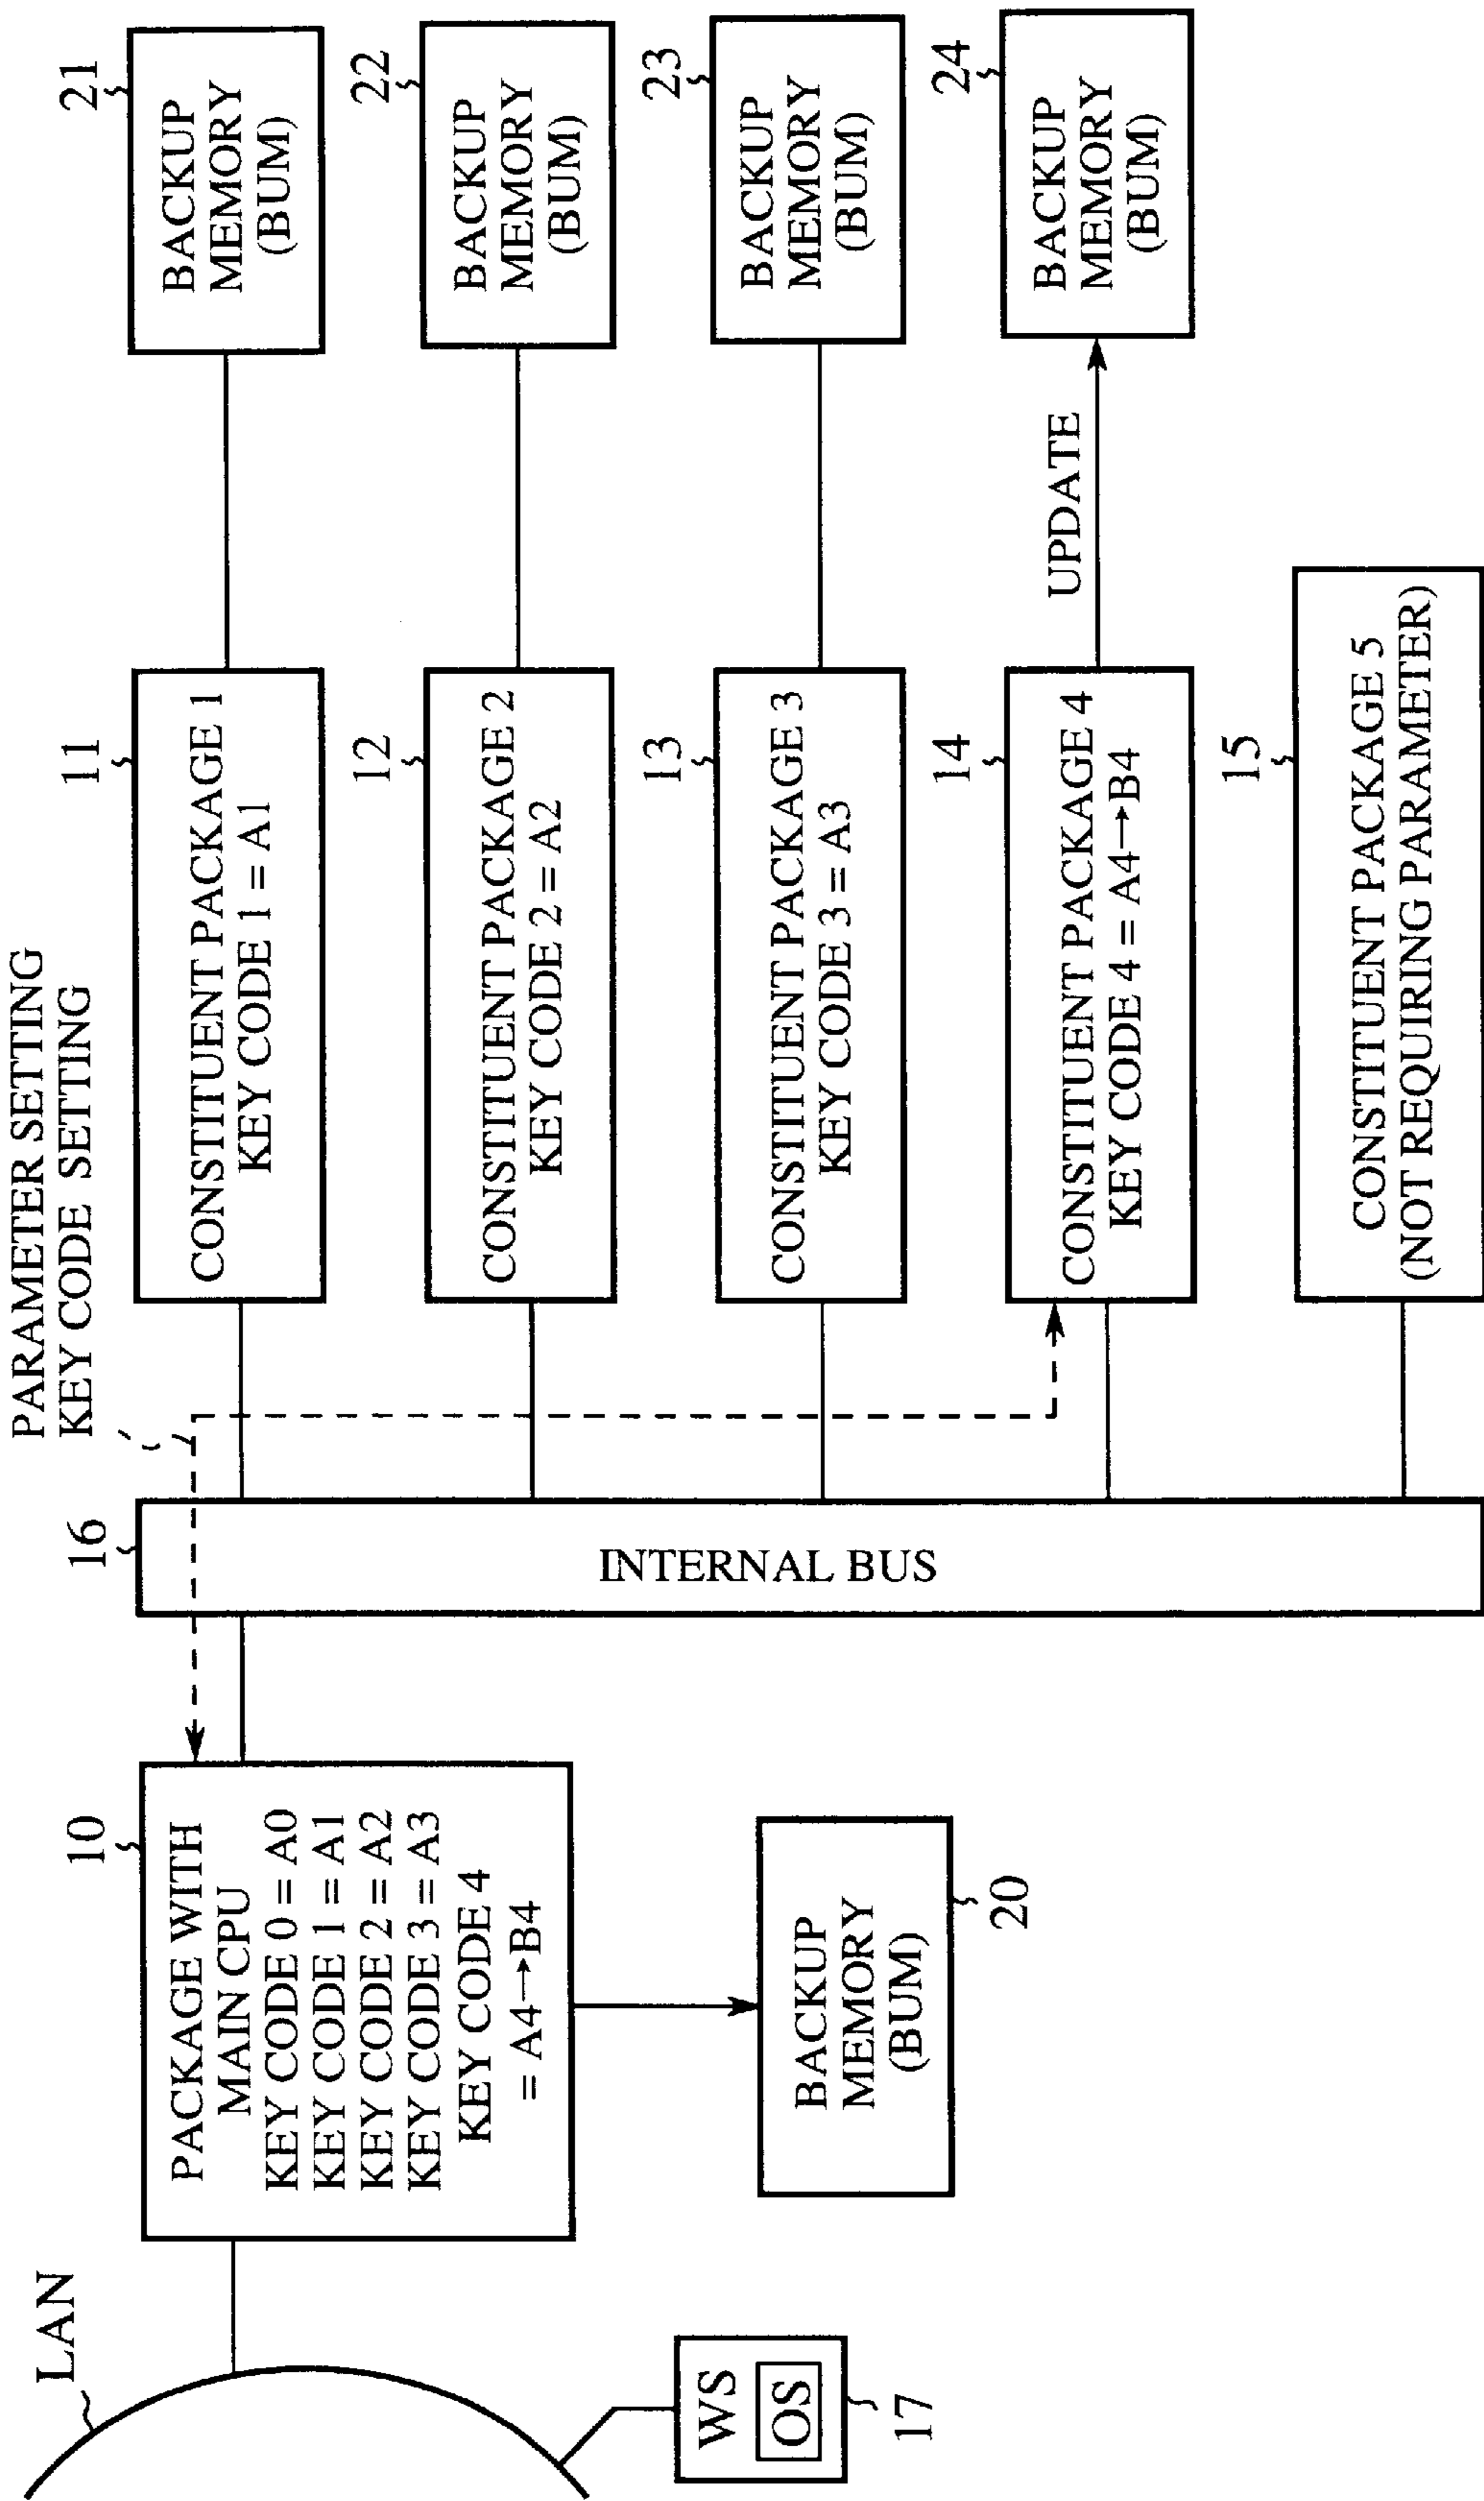 LAN
WS
OS
17
10
PACKAGE WITH
MAIN CPU
KEY CODE 0 = A0
KEY CODE 1 = A1
KEY CODE 2 = A2
KEY CODE 3 = A3
KEY CODE 4
= A4→B4
BACKUP
MEMORY
(BUM)
20
16
INTERNAL BUS
PARAMETER SETTING
KEY CODE SETTING
11
CONSTITUENT PACKAGE 1
KEY CODE 1 = A1
12
CONSTITUENT PACKAGE 2
KEY CODE 2 = A2
13
CONSTITUENT PACKAGE 3
KEY CODE 3 = A3
14
CONSTITUENT PACKAGE 4
KEY CODE 4 = A4→B4
15
CONSTITUENT PACKAGE 5
(NOT REQUIRING PARAMETER)
UPDATE
21
BACKUP
MEMORY
(BUM)
22
BACKUP
MEMORY
(BUM)
23
BACKUP
MEMORY
(BUM)
24
BACKUP
MEMORY
(BUM)